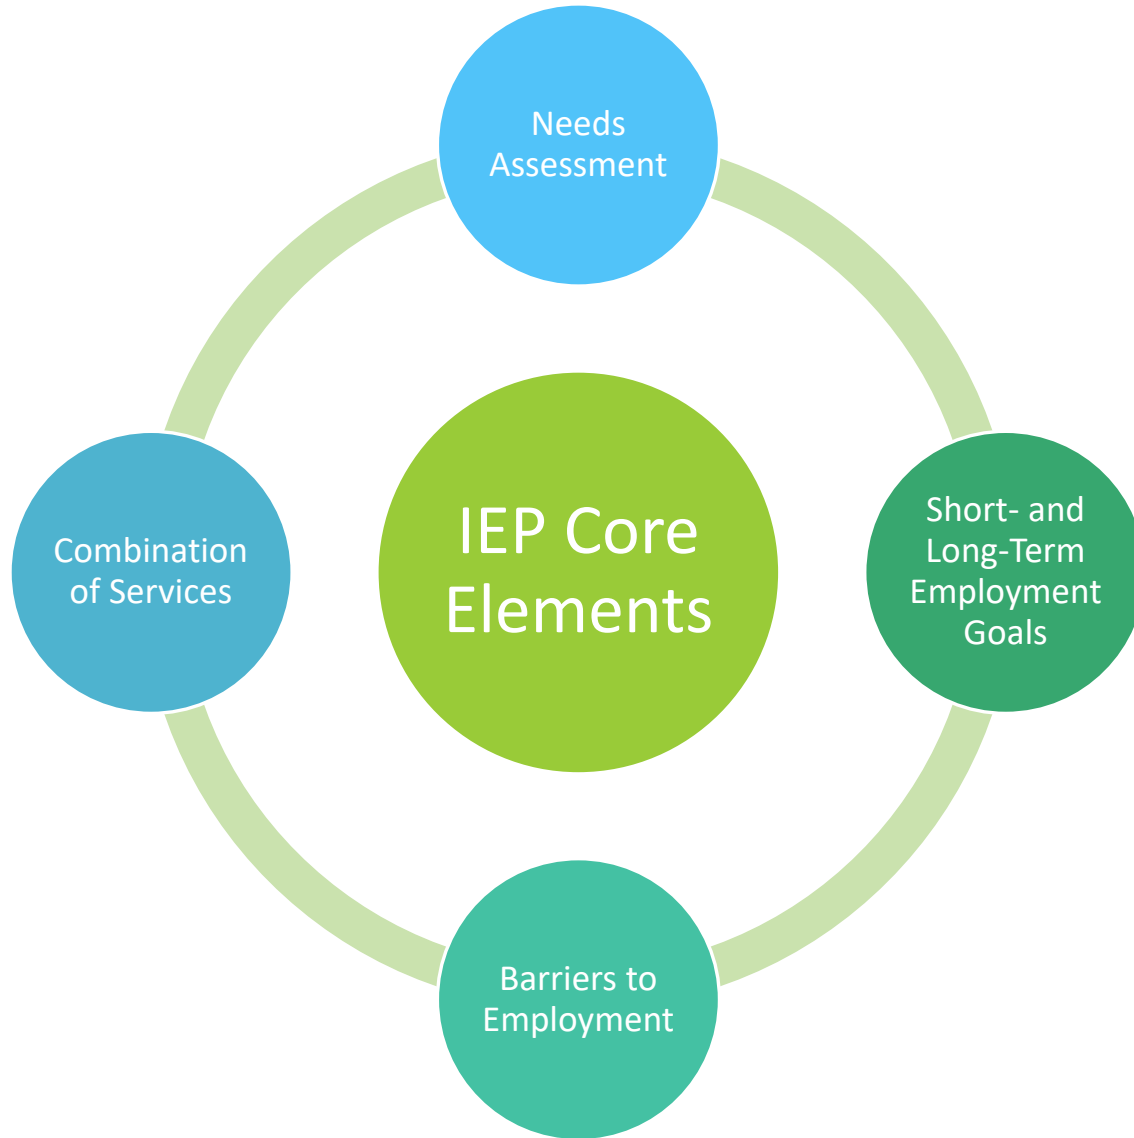 Needs
Assessment
IEP Core
Elements
Short- and
Long-Term
Employment
Goals
Barriers to
Employment
Combination
of Services